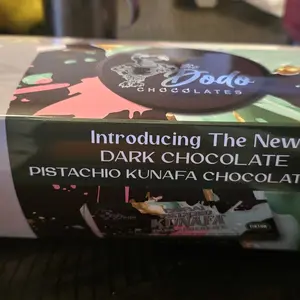 Dodo
CHOCOLATES
Introducing The New
DARK CHOCOLATE
PISTACHIO KUNAFA CHOCOLAT
KUNAFA